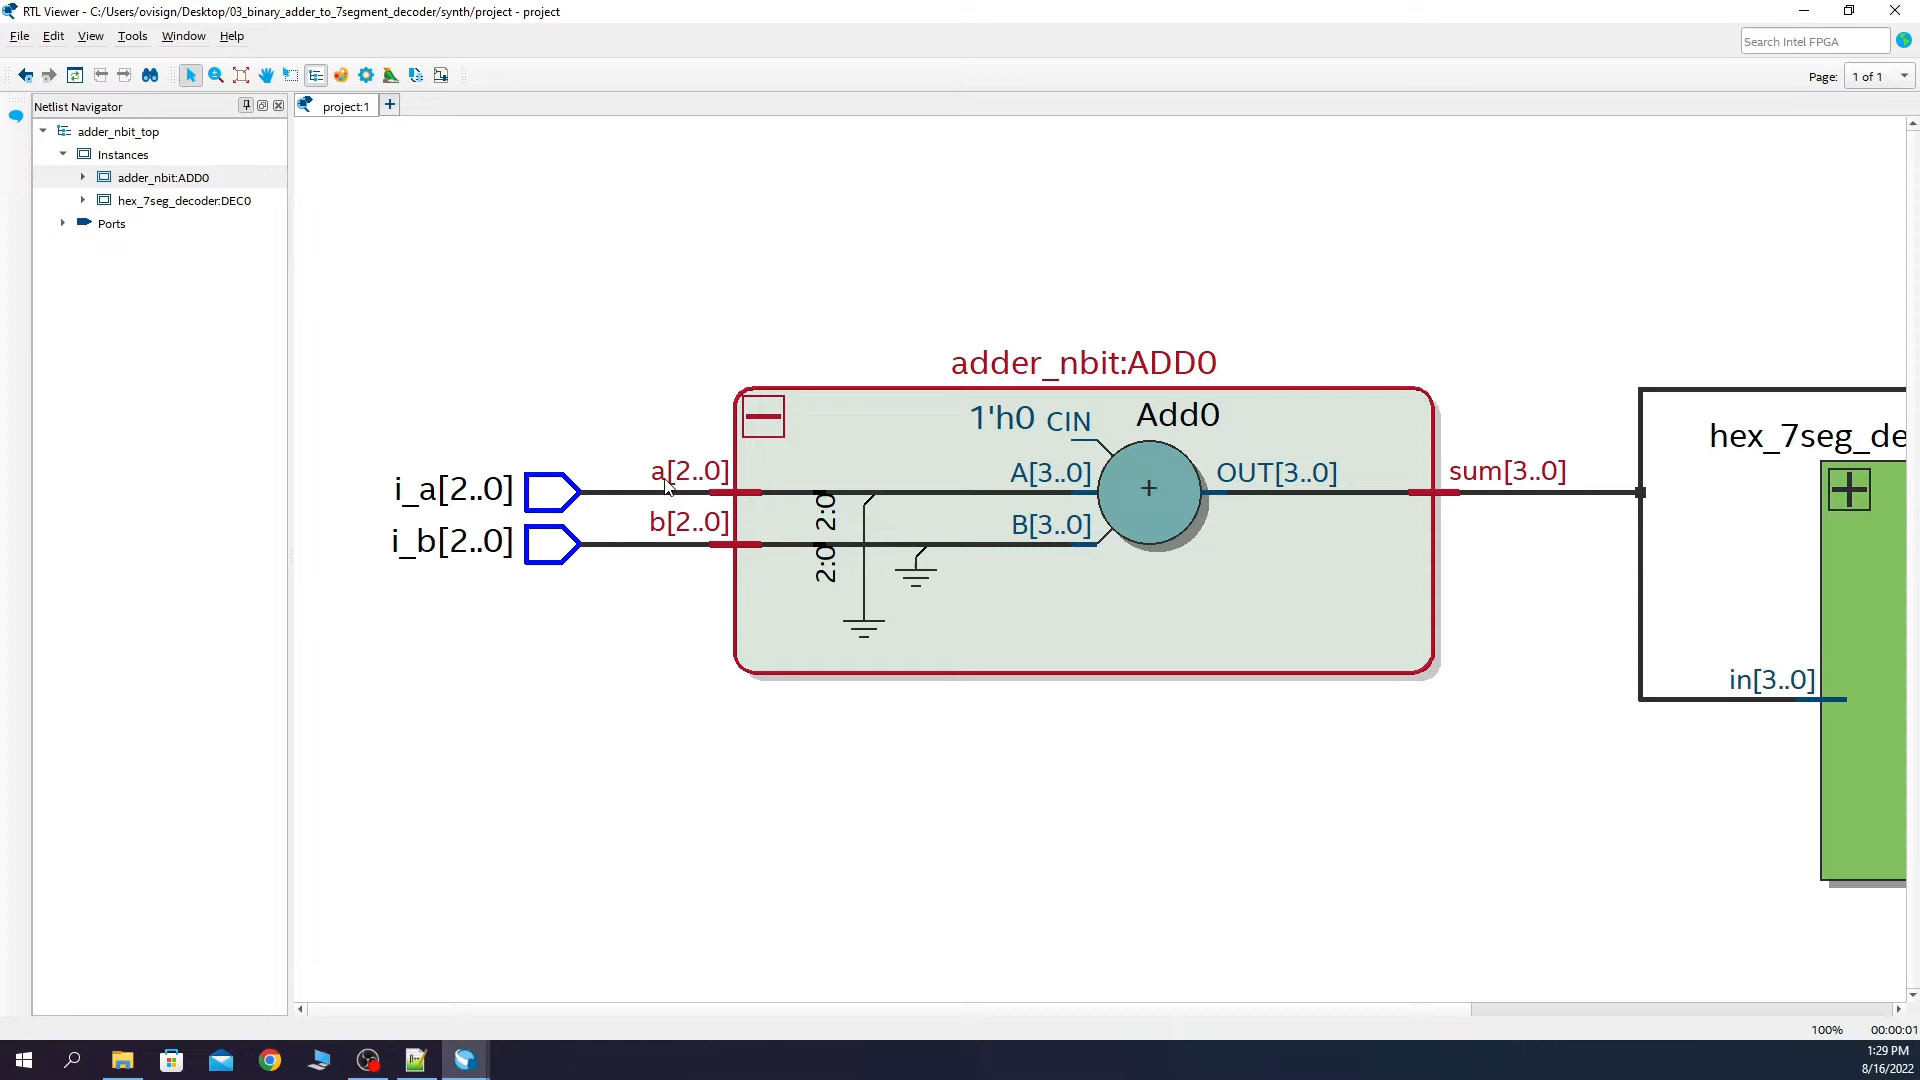 RTL Viewer - C:/Users/ovisign/Desktop/03_binary_adder_to_7segment_decoder/synth/project - project
File Edit View Tools Window Help
Search Intel FPGA
Page: 1 of 1
Netlist Navigator
project:1
adder_nbit_top
Instances
adder_nbit:ADD0
hex_7seg_decoder:DEC0
Ports
adder_nbit:ADD0
1'h0 CIN Add0
hex_7seg_de
i_a[2..0] a[2..0] 2:0 A[3..0] + OUT[3..0] sum[3..0]
i_b[2..0] b[2..0] 2:0 B[3..0]
in[3..0]
100% 00:00:01
1:29 PM
8/16/2022